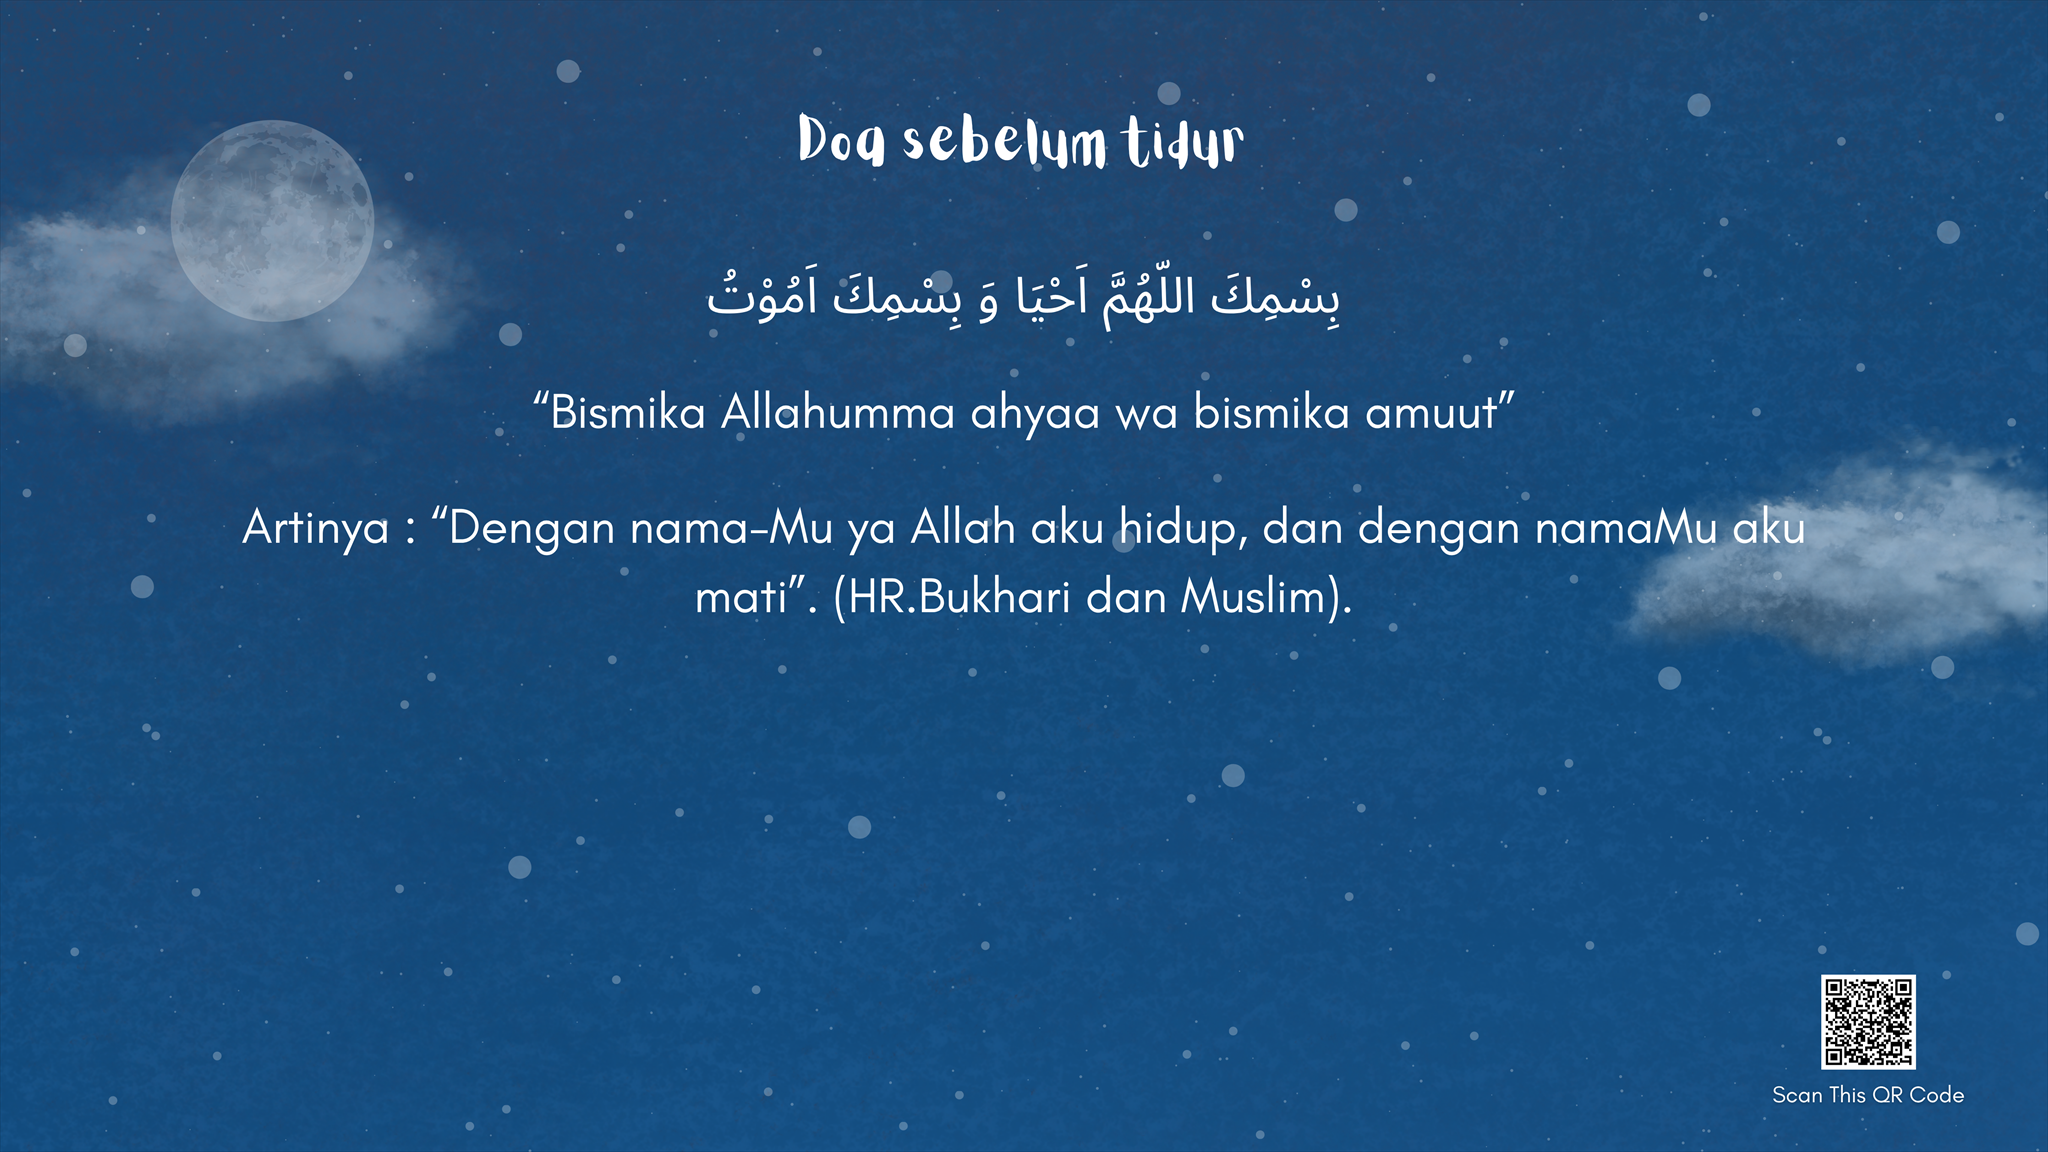 Doa sebelum tidur
بِسْمِكَ اللّهُمَّ اَحْيَا وَ بِسْمِكَ اَمُوْتُ
“Bismika Allahumma ahyaa wa bismika amuut”
Artinya : “Dengan nama-Mu ya Allah aku hidup, dan dengan namaMu aku
mati”. (HR.Bukhari dan Muslim).
Scan This QR Code